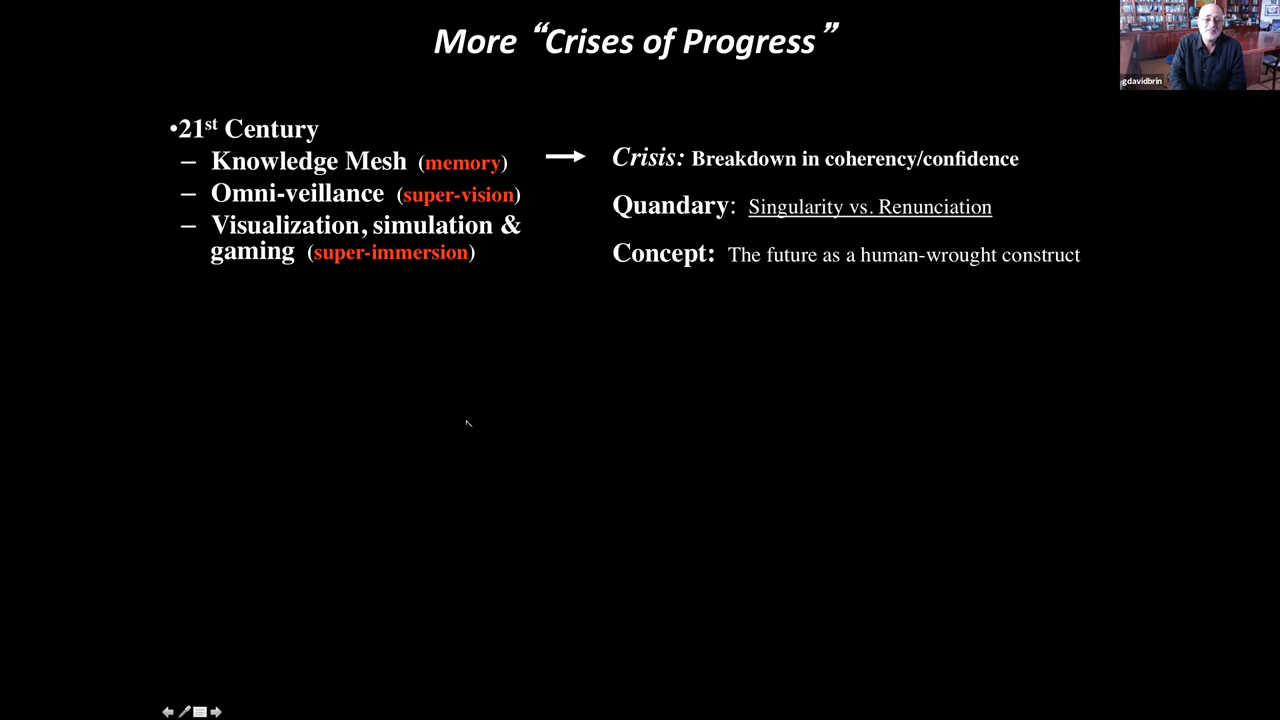 More “Crises of Progress”
gdavidbrin
•21st Century
– Knowledge Mesh (memory)
– Omni-veillance (super-vision)
– Visualization, simulation &
gaming (super-immersion)
Crisis: Breakdown in coherency/confidence
Quandary: Singularity vs. Renunciation
Concept: The future as a human-wrought construct